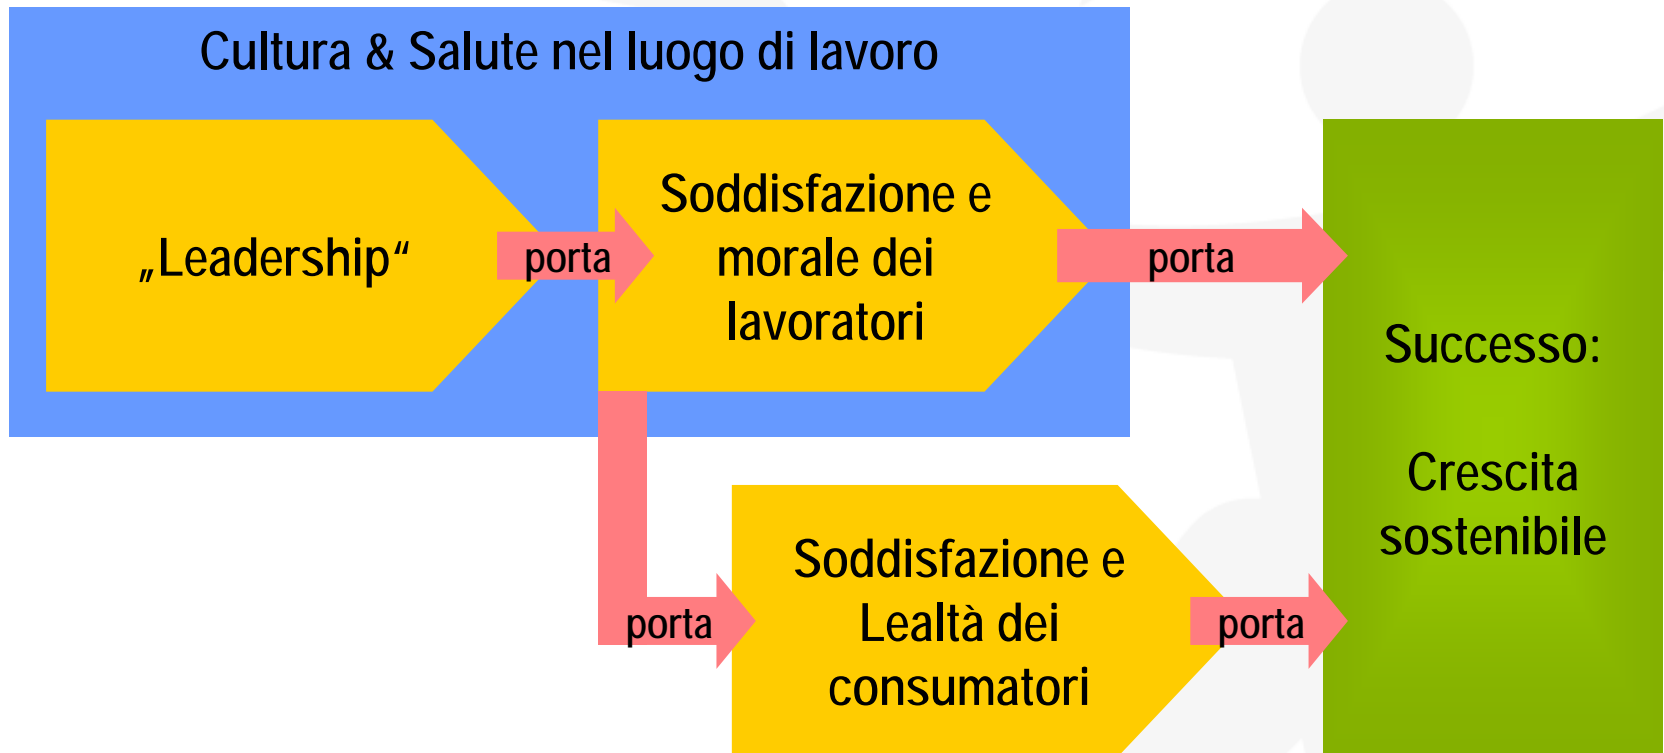 Cultura & Salute nel luogo di lavoro
„Leadership“
porta
Soddisfazione e
morale dei
lavoratori
porta
Successo:
Crescita
sostenibile
porta
Soddisfazione e
Lealtà dei
consumatori
porta